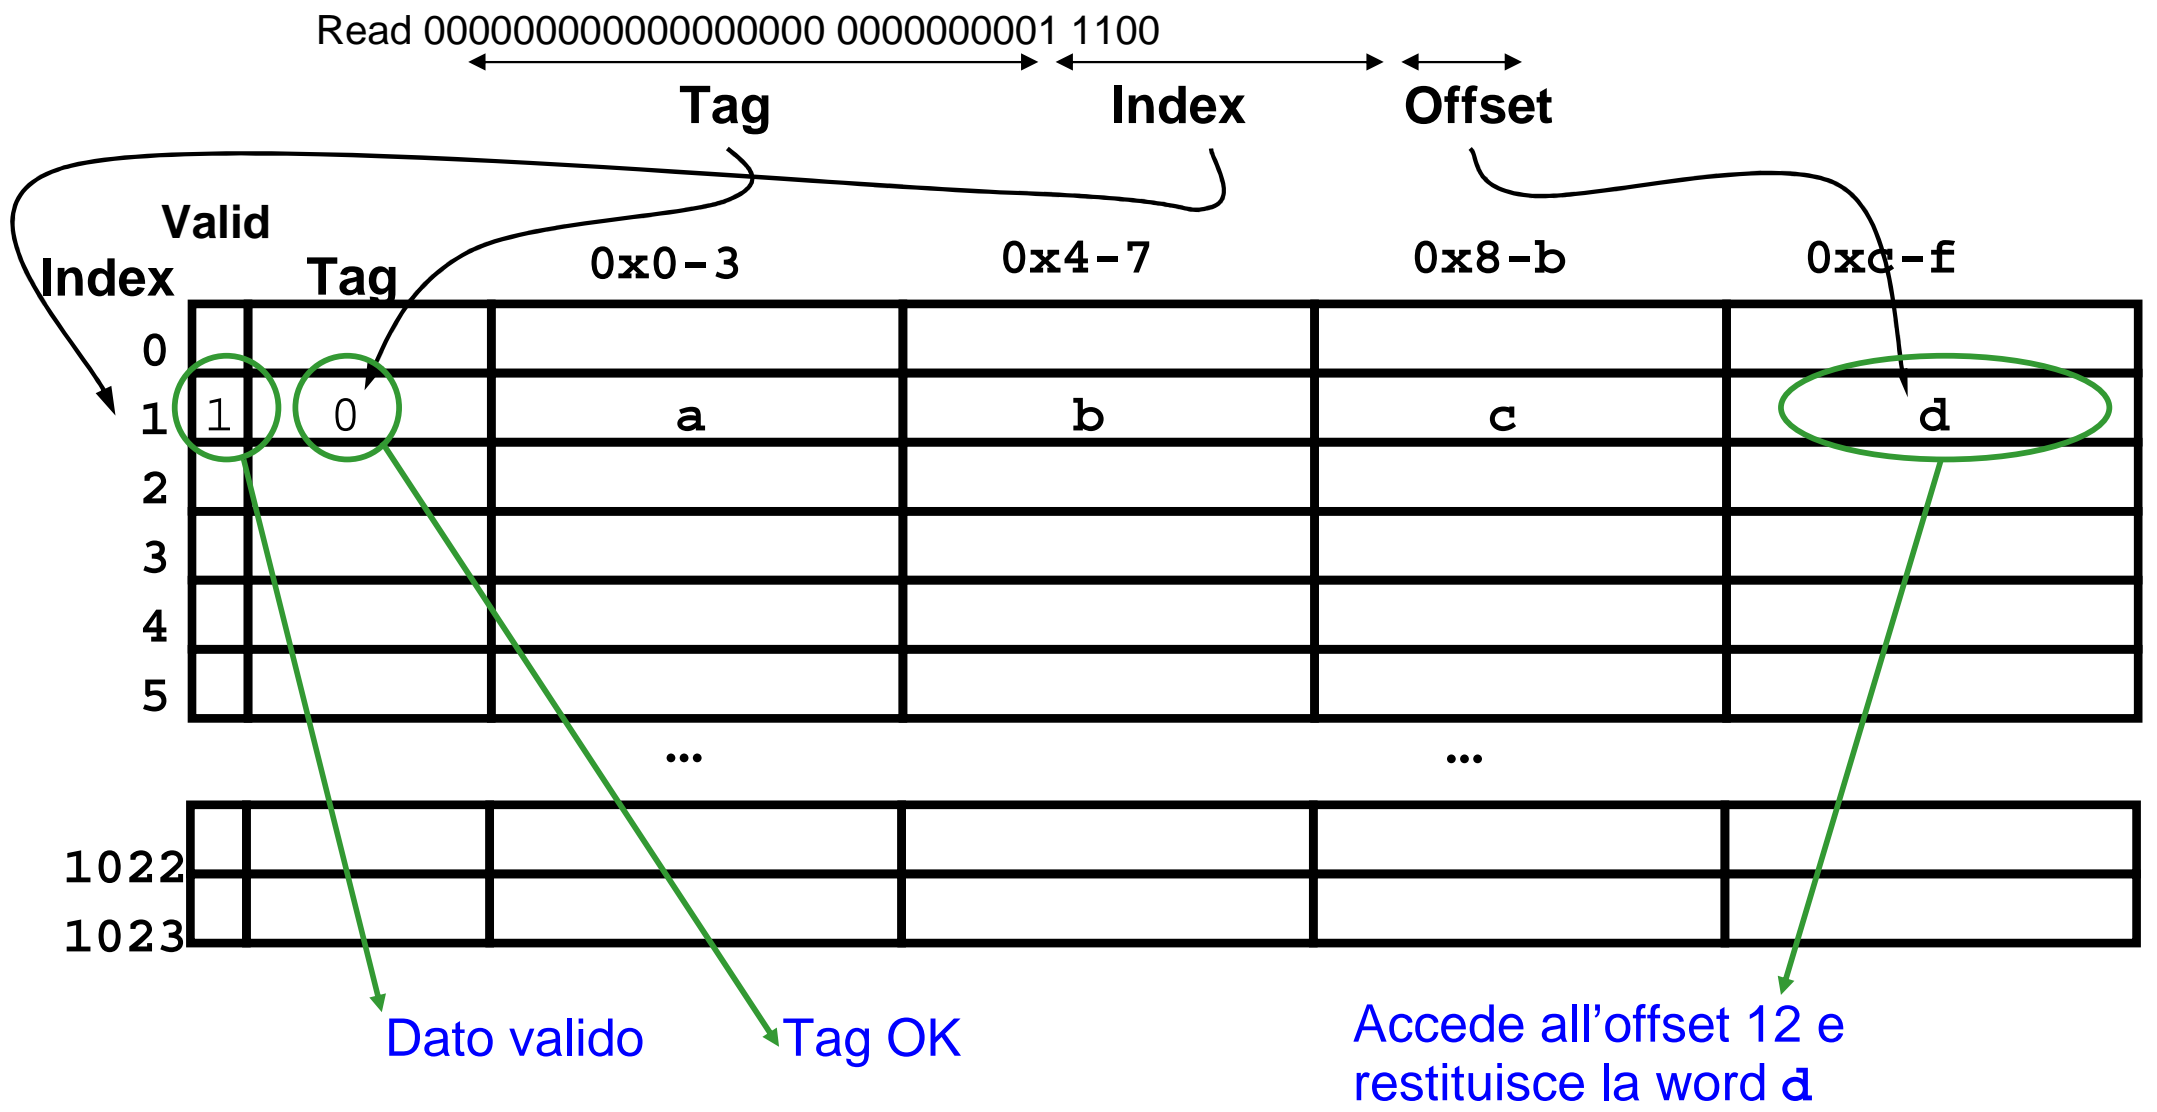 Read 000000000000000000 0000000001 1100
Tag Index Offset
Valid
Index Tag 0x0-3 0x4-7 0x8-b 0xc-f
0
1 1 0 a b c d
2
3
4
5
... ...
1022
1023
Dato valido Tag OK Accede all'offset 12 e
restituisce la word d